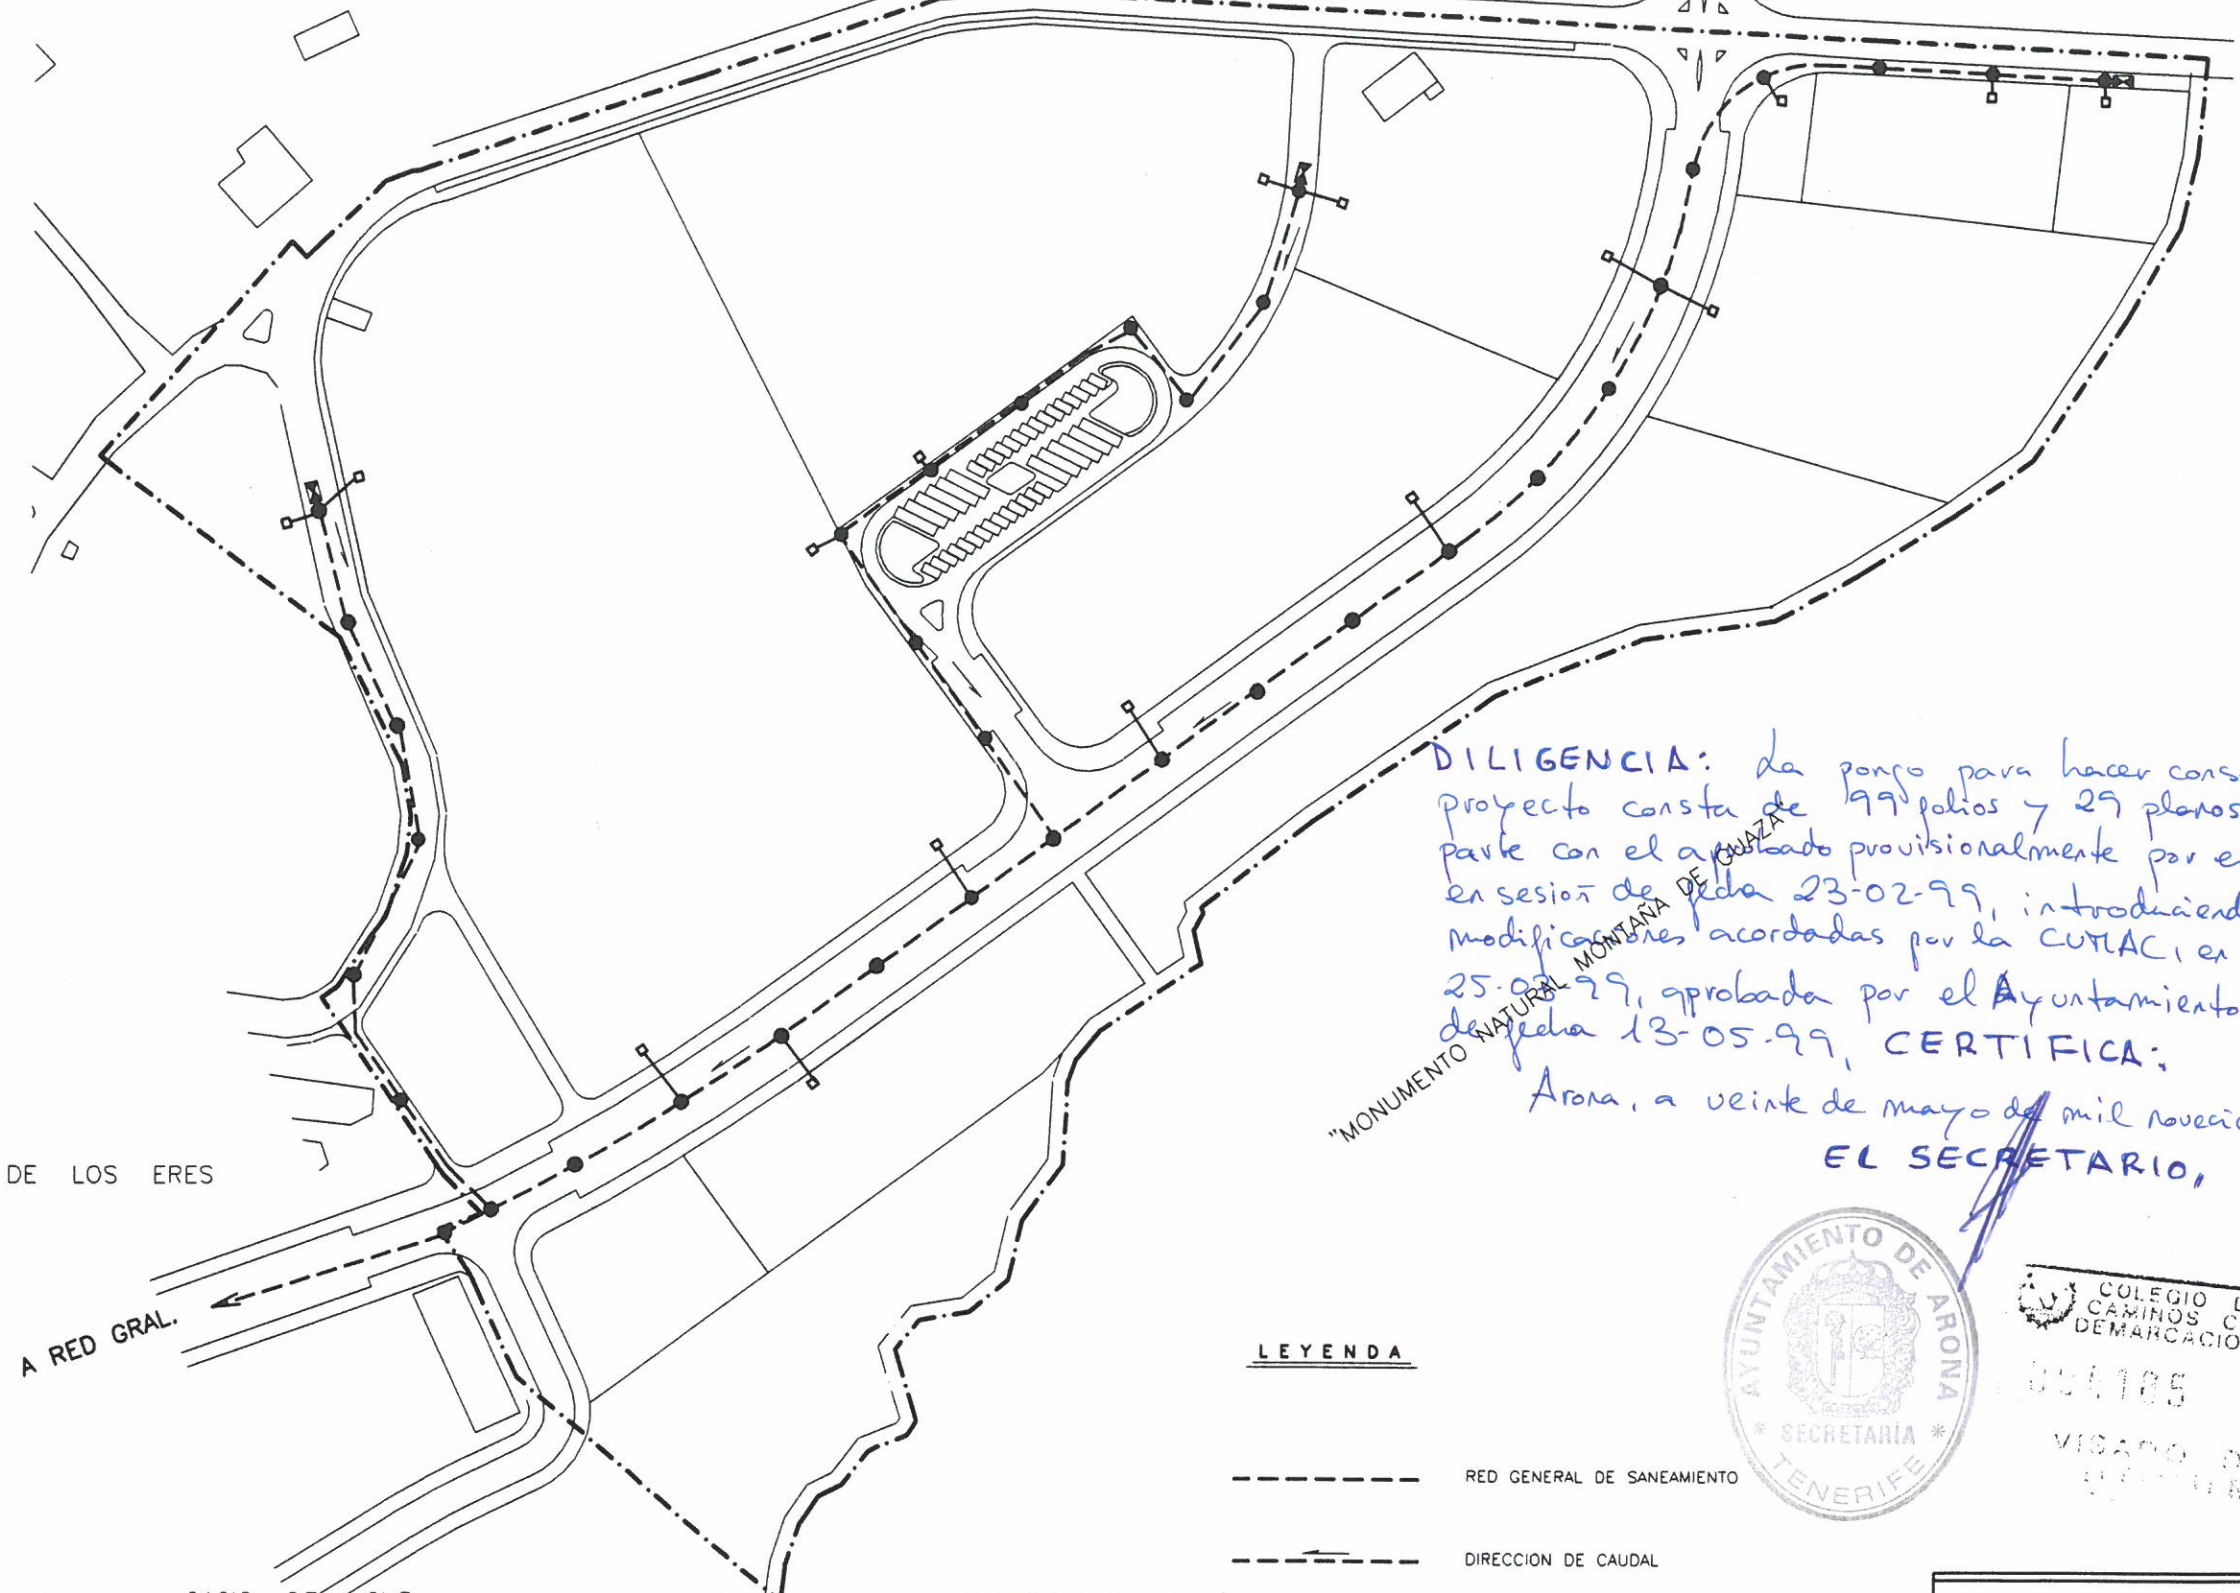 DILIGENCIA: La pongo para hacer cons
proyecto consta de 99 folios y 29 planos
parte con el aprobado provisionalmente por e
en sesión de fecha 23-02-99, introduciend
modificaciones acordadas por la CUMAC, en
25-03-99, aprobada por el Ayuntamiento
de fecha 13-05-99, CERTIFICA:
Arona, a veinte de mayo de mil noveci
EL SECRETARIO,
"MONUMENTO NATURAL MONTAÑA DE GUAZA"
DE LOS ERES
A RED GRAL.
AYUNTAMIENTO DE ARONA
* SECRETARÍA *
TENERIFE
COLEGIO D
CAMINOS C
DEMARCACIO
VISADO
LEYENDA
RED GENERAL DE SANEAMIENTO
DIRECCION DE CAUDAL